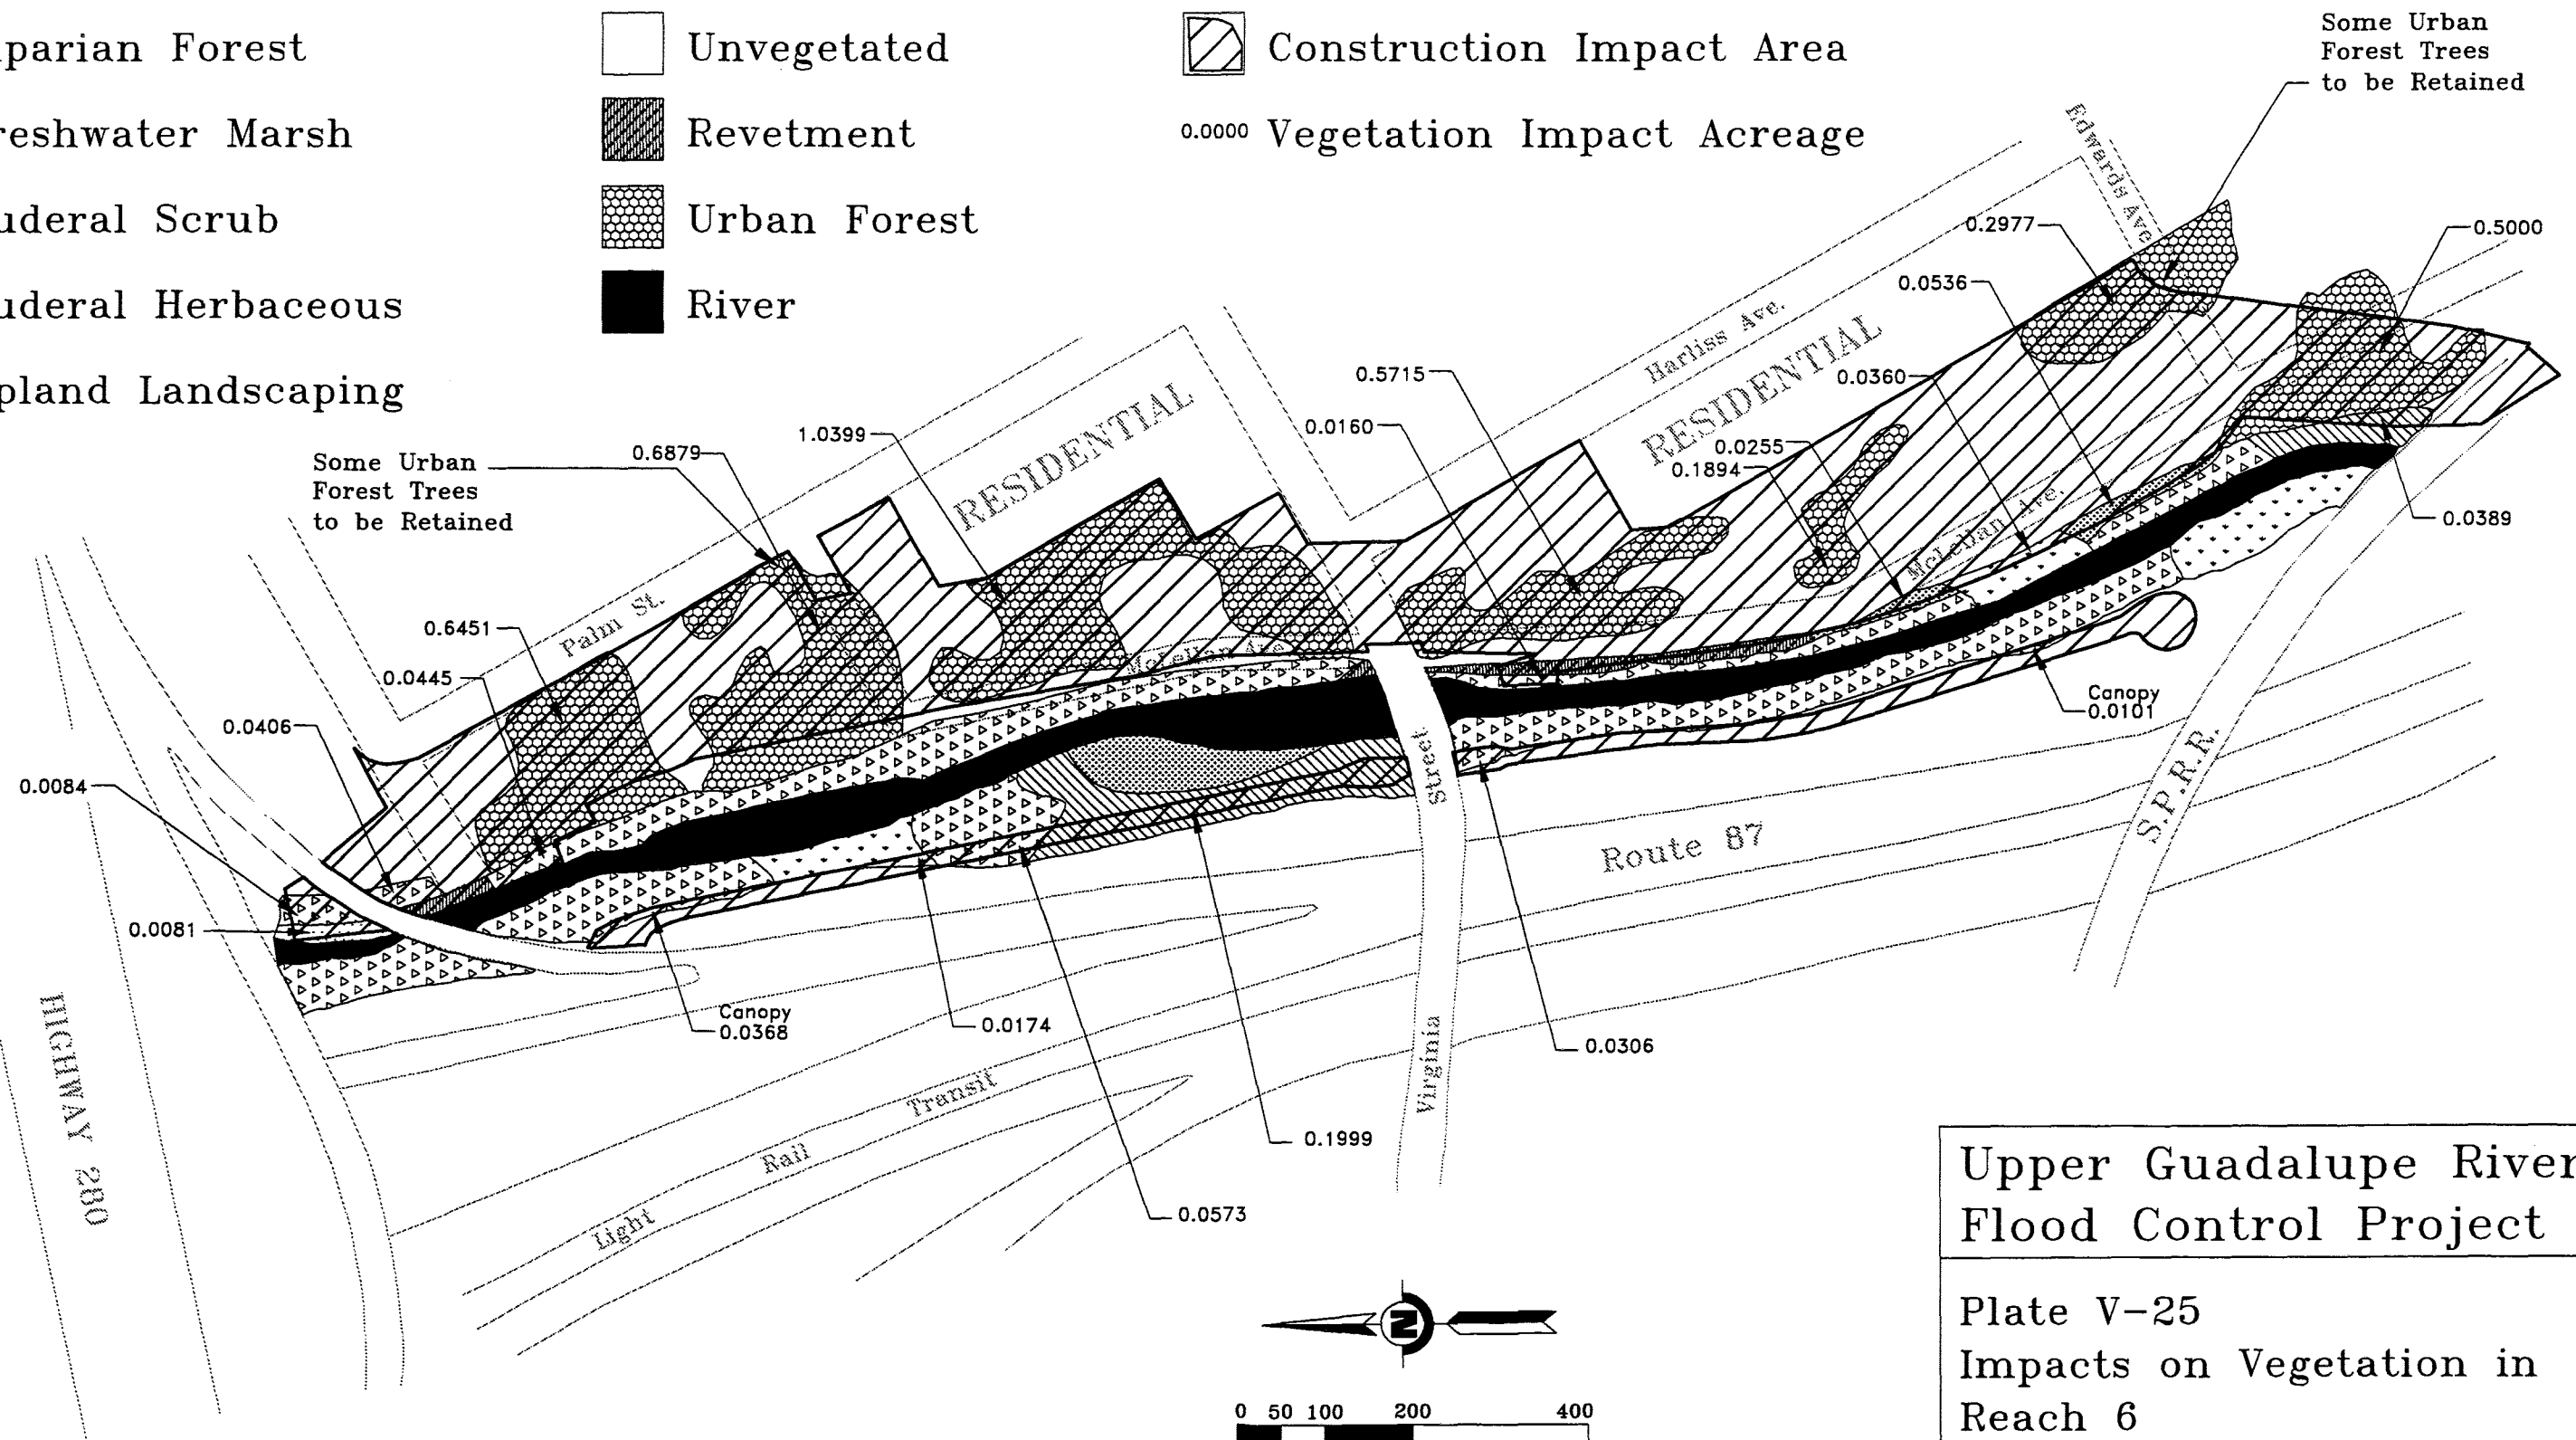 parian Forest
reshwater Marsh
uderal Scrub
uderal Herbaceous
pland Landscaping
Unvegetated
Revetment
Urban Forest
River
Construction Impact Area
0.0000 Vegetation Impact Acreage
Some Urban
Forest Trees
to be Retained
Edwards Ave
0.2977
0.5000
0.0536
Harliss Ave.
RESIDENTIAL
0.0360
0.5715
0.0160
0.0255
0.1894
McLellan Ave.
0.0389
RESIDENTIAL
1.0399
0.6879
Some Urban
Forest Trees
to be Retained
Palm St.
McLellan Ave
0.6451
0.0445
0.0406
0.0084
0.0081
Canopy
0.0101
Street
Virginia
S.P.R.R.
Route 87
0.0306
Canopy
0.0368
0.0174
0.1999
0.0573
Light Rail Transit
HIGHWAY 280
N
0 50 100 200 400
Upper Guadalupe River
Flood Control Project
Plate V-25
Impacts on Vegetation in
Reach 6